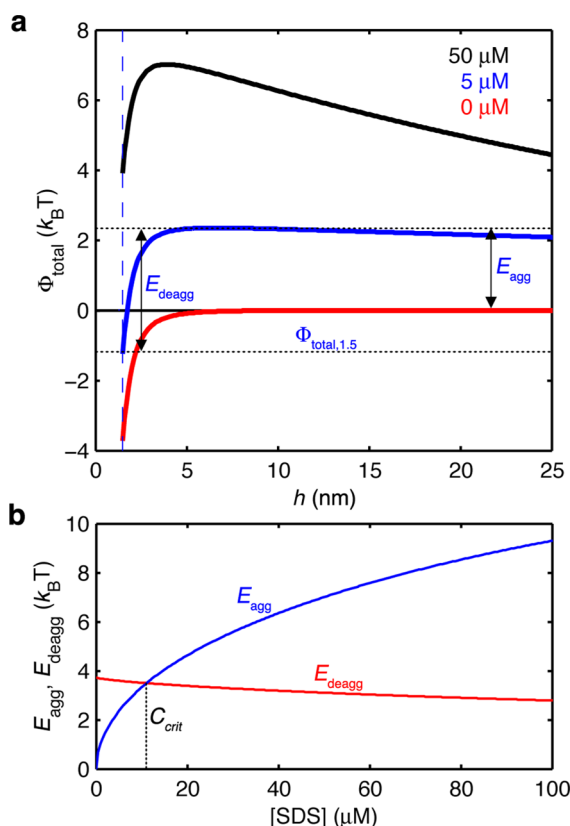 a
8
6
4
2
0
−2
−4
Φtotal (kBT)
50 μM
5 μM
0 μM
Edeagg
Eagg
Φtotal,1.5
0 5 10 15 20 25
h (nm)
b
10
8
6
4
2
0
Eagg, Edeagg (kBT)
Eagg
Edeagg
Ccrit
0 20 40 60 80 100
[SDS] (μM)